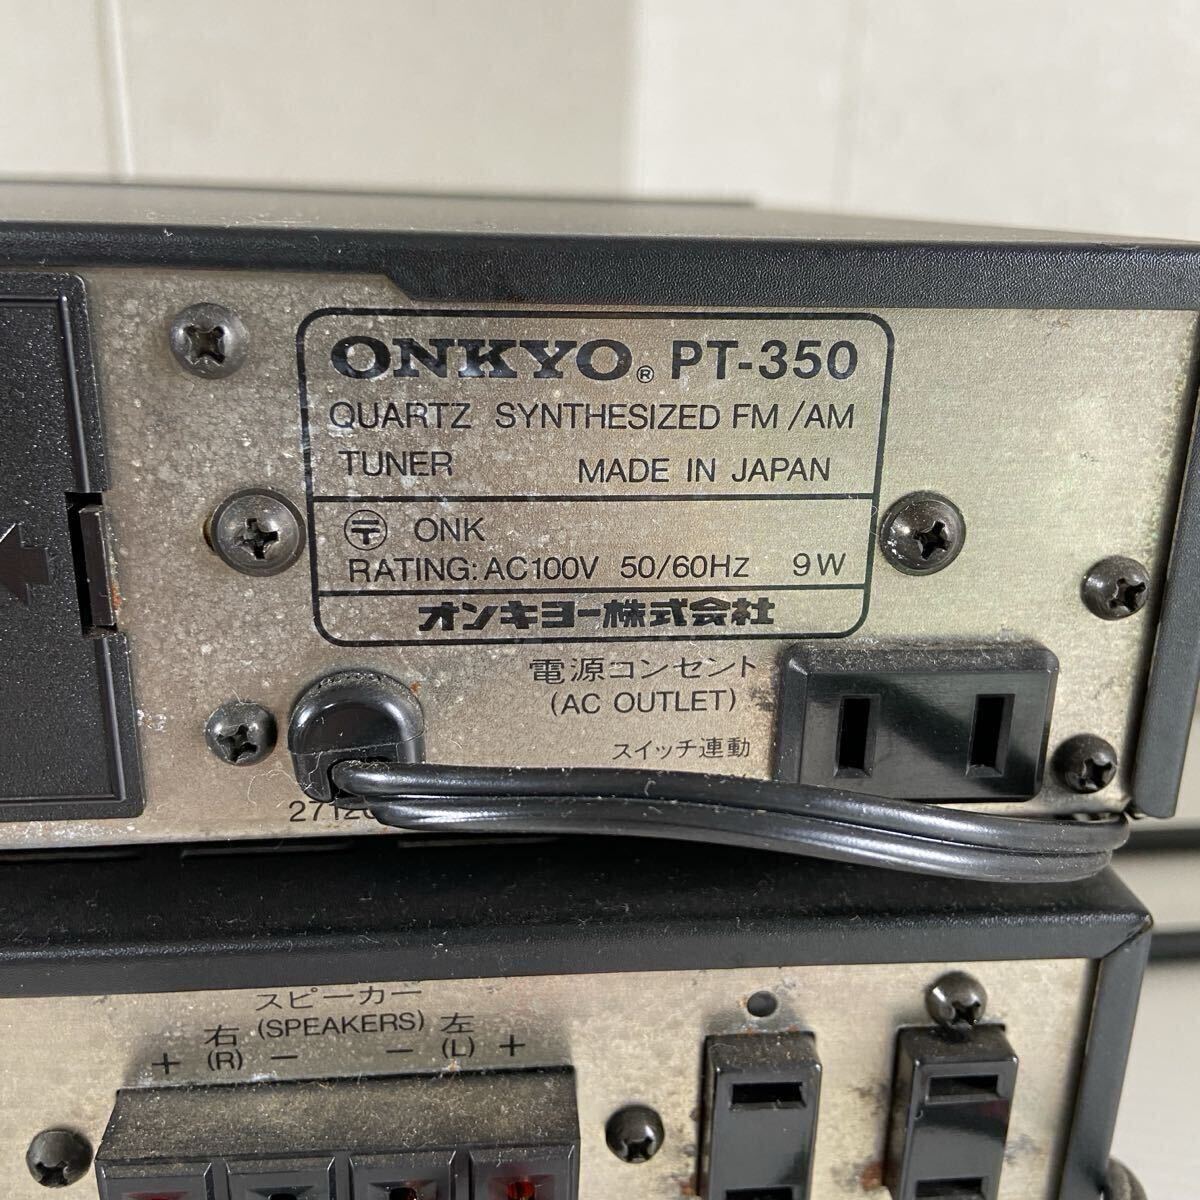 ONKYO® PT-350
QUARTZ SYNTHESIZED FM/AM
TUNER MADE IN JAPAN
〶 ONK
RATING: AC100V 50/60Hz 9W
オンキヨー株式会社
電源コンセント
(AC OUTLET)
スイッチ連動
スピーカー
右 (SPEAKERS) 左
+ (R) − − (L) +